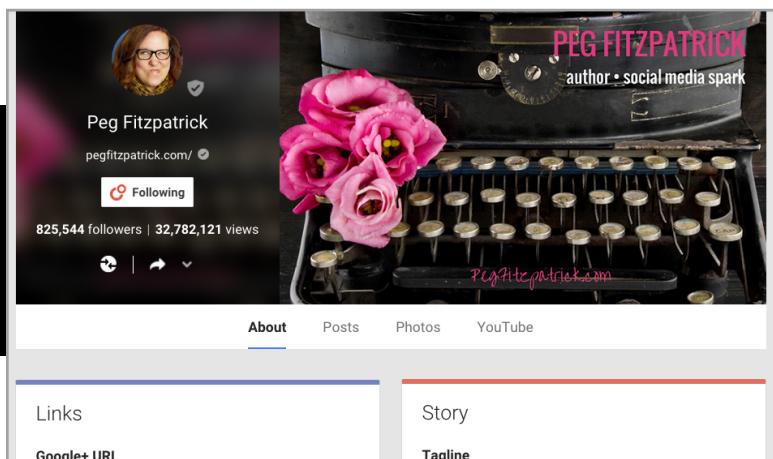 PEG FITZPATRICK
author • social media spark
Peg Fitzpatrick
pegfitzpatrick.com/
Following
825,544 followers | 32,782,121 views
PegFitzpatrick.com
About Posts Photos YouTube
Links
Google+ URL
Story
Tagline